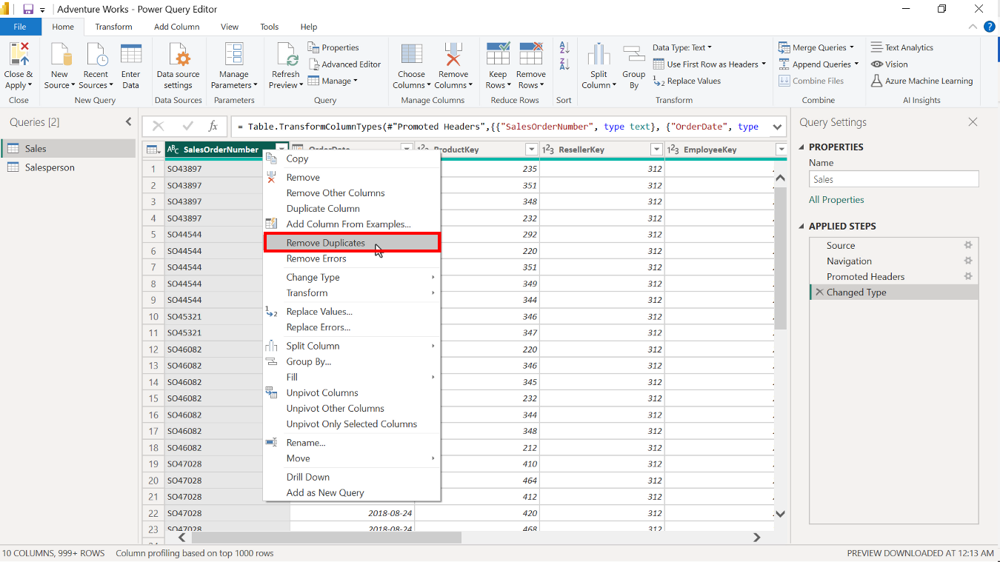 Adventure Works - Power Query Editor
File Home Transform Add Column View Tools Help
Close & Apply
New Source
Recent Sources
Enter Data
Data source settings
Manage Parameters
Refresh Preview
Properties
Advanced Editor
Manage
Choose Columns
Remove Columns
Keep Rows
Remove Rows
Split Column
Group By
Data Type: Text
Use First Row as Headers
Replace Values
Merge Queries
Append Queries
Combine Files
Text Analytics
Vision
Azure Machine Learning
Close New Query Data Sources Parameters Query Manage Columns Reduce Rows Sort Transform Combine AI Insights
Queries [2]
Sales
Salesperson
fx = Table.TransformColumnTypes(#"Promoted Headers",{{"SalesOrderNumber", type text}, {"OrderDate", type
SalesOrderNumber ProductKey ResellerKey EmployeeKey
1 SO43897 235 312
2 SO43897 351 312
3 SO43897 348 312
4 SO43897 232 312
5 SO44544 292 312
6 SO44544 220 312
7 SO44544 351 312
8 SO44544 349 312
9 SO44544 344 312
10 SO45321 346 312
11 SO45321 347 312
12 SO46082 220 312
13 SO46082 346 312
14 SO46082 345 312
15 SO46082 232 312
16 SO46082 344 312
17 SO46082 348 312
18 SO46082 212 312
19 SO47028 410 312
20 SO47028 464 312
21 SO47028 412 312
22 SO47028 2018-08-24 420 312
23 SO47028 2018-08-24 468 312
Copy
Remove
Remove Other Columns
Duplicate Column
Add Column From Examples...
Remove Duplicates
Remove Errors
Change Type
Transform
Replace Values...
Replace Errors...
Split Column
Group By...
Fill
Unpivot Columns
Unpivot Other Columns
Unpivot Only Selected Columns
Rename...
Move
Drill Down
Add as New Query
Query Settings
PROPERTIES
Name
Sales
All Properties
APPLIED STEPS
Source
Navigation
Promoted Headers
Changed Type
10 COLUMNS, 999+ ROWS Column profiling based on top 1000 rows PREVIEW DOWNLOADED AT 12:13 AM